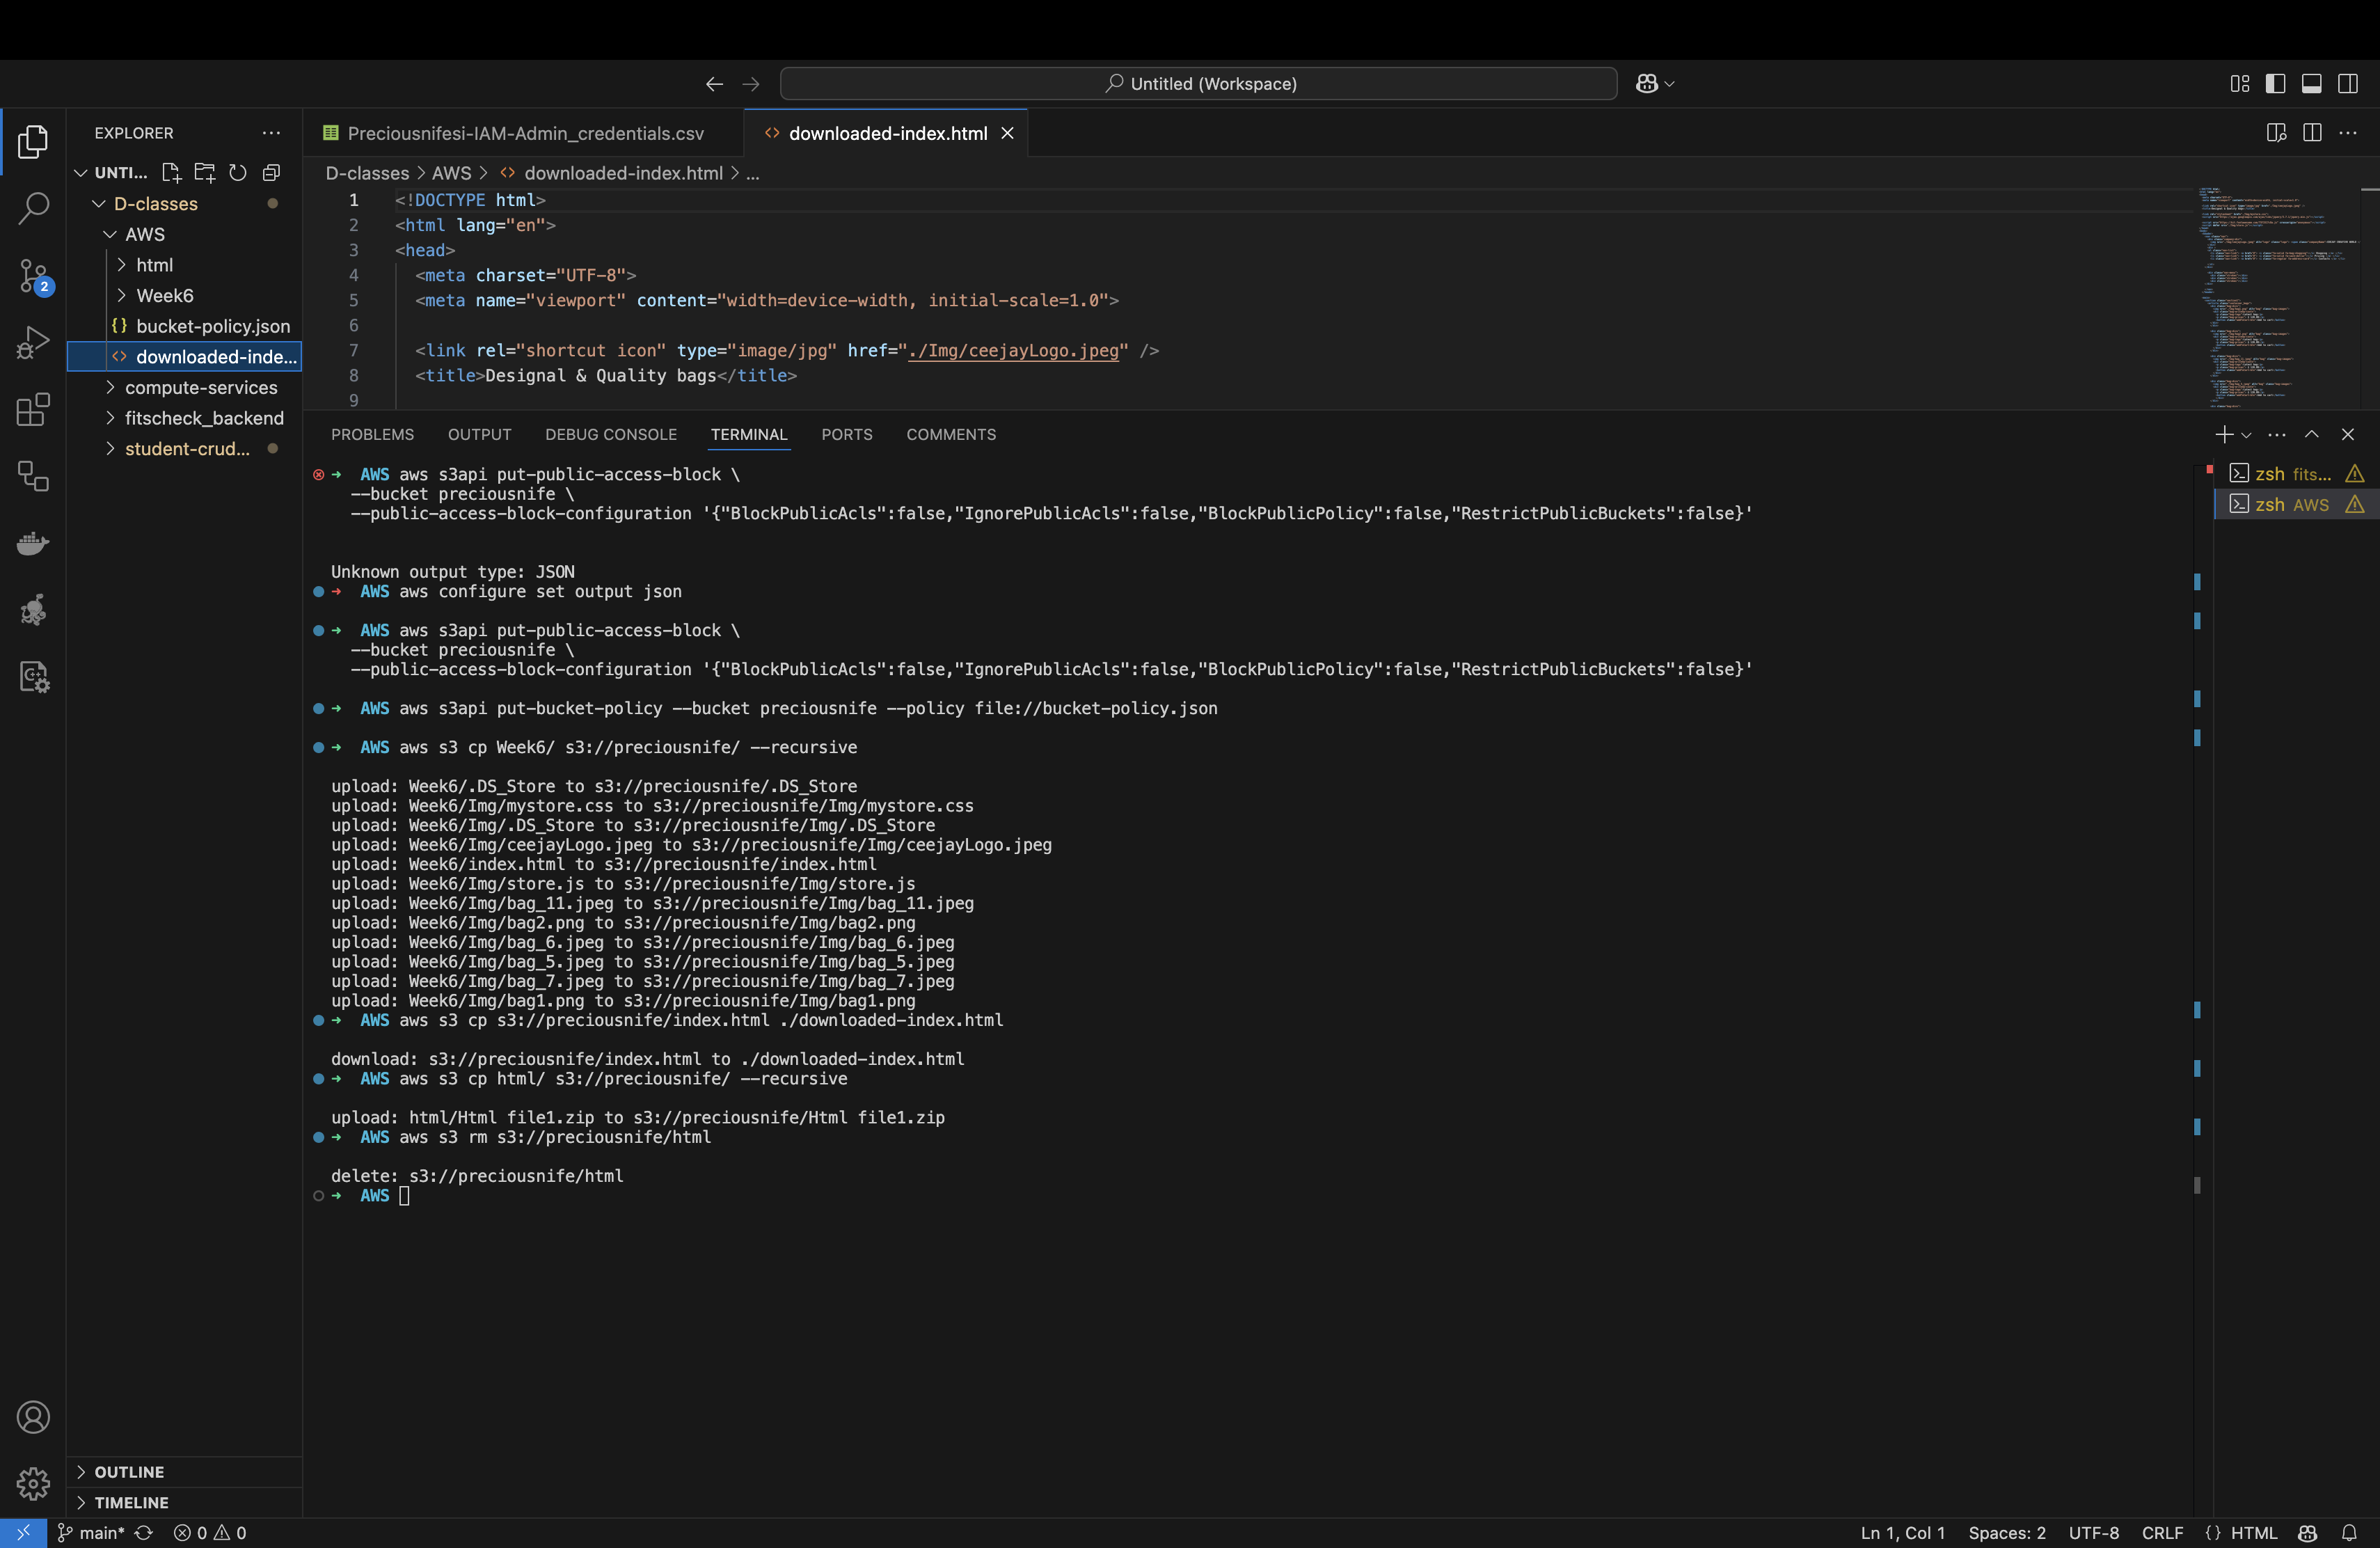 Untitled (Workspace)
EXPLORER
Preciousnifesi-IAM-Admin_credentials.csv
downloaded-index.html
UNTI...
D-classes > AWS > downloaded-index.html > ...
D-classes
AWS
html
Week6
bucket-policy.json
downloaded-inde...
compute-services
fitscheck_backend
student-crud...
1 <!DOCTYPE html>
2 <html lang="en">
3 <head>
4 <meta charset="UTF-8">
5 <meta name="viewport" content="width=device-width, initial-scale=1.0">
6
7 <link rel="shortcut icon" type="image/jpg" href="./Img/ceejayLogo.jpeg" />
8 <title>Designal & Quality bags</title>
9
PROBLEMS OUTPUT DEBUG CONSOLE TERMINAL PORTS COMMENTS
zsh fits...
zsh AWS
→ AWS aws s3api put-public-access-block \
--bucket preciousnife \
--public-access-block-configuration '{"BlockPublicAcls":false,"IgnorePublicAcls":false,"BlockPublicPolicy":false,"RestrictPublicBuckets":false}'
Unknown output type: JSON
→ AWS aws configure set output json
→ AWS aws s3api put-public-access-block \
--bucket preciousnife \
--public-access-block-configuration '{"BlockPublicAcls":false,"IgnorePublicAcls":false,"BlockPublicPolicy":false,"RestrictPublicBuckets":false}'
→ AWS aws s3api put-bucket-policy --bucket preciousnife --policy file://bucket-policy.json
→ AWS aws s3 cp Week6/ s3://preciousnife/ --recursive
upload: Week6/.DS_Store to s3://preciousnife/.DS_Store
upload: Week6/Img/mystore.css to s3://preciousnife/Img/mystore.css
upload: Week6/Img/.DS_Store to s3://preciousnife/Img/.DS_Store
upload: Week6/Img/ceejayLogo.jpeg to s3://preciousnife/Img/ceejayLogo.jpeg
upload: Week6/index.html to s3://preciousnife/index.html
upload: Week6/Img/store.js to s3://preciousnife/Img/store.js
upload: Week6/Img/bag_11.jpeg to s3://preciousnife/Img/bag_11.jpeg
upload: Week6/Img/bag2.png to s3://preciousnife/Img/bag2.png
upload: Week6/Img/bag_6.jpeg to s3://preciousnife/Img/bag_6.jpeg
upload: Week6/Img/bag_5.jpeg to s3://preciousnife/Img/bag_5.jpeg
upload: Week6/Img/bag_7.jpeg to s3://preciousnife/Img/bag_7.jpeg
upload: Week6/Img/bag1.png to s3://preciousnife/Img/bag1.png
→ AWS aws s3 cp s3://preciousnife/index.html ./downloaded-index.html
download: s3://preciousnife/index.html to ./downloaded-index.html
→ AWS aws s3 cp html/ s3://preciousnife/ --recursive
upload: html/Html file1.zip to s3://preciousnife/Html file1.zip
→ AWS aws s3 rm s3://preciousnife/html
delete: s3://preciousnife/html
→ AWS
2
OUTLINE
TIMELINE
main* 0 0
Ln 1, Col 1 Spaces: 2 UTF-8 CRLF {} HTML